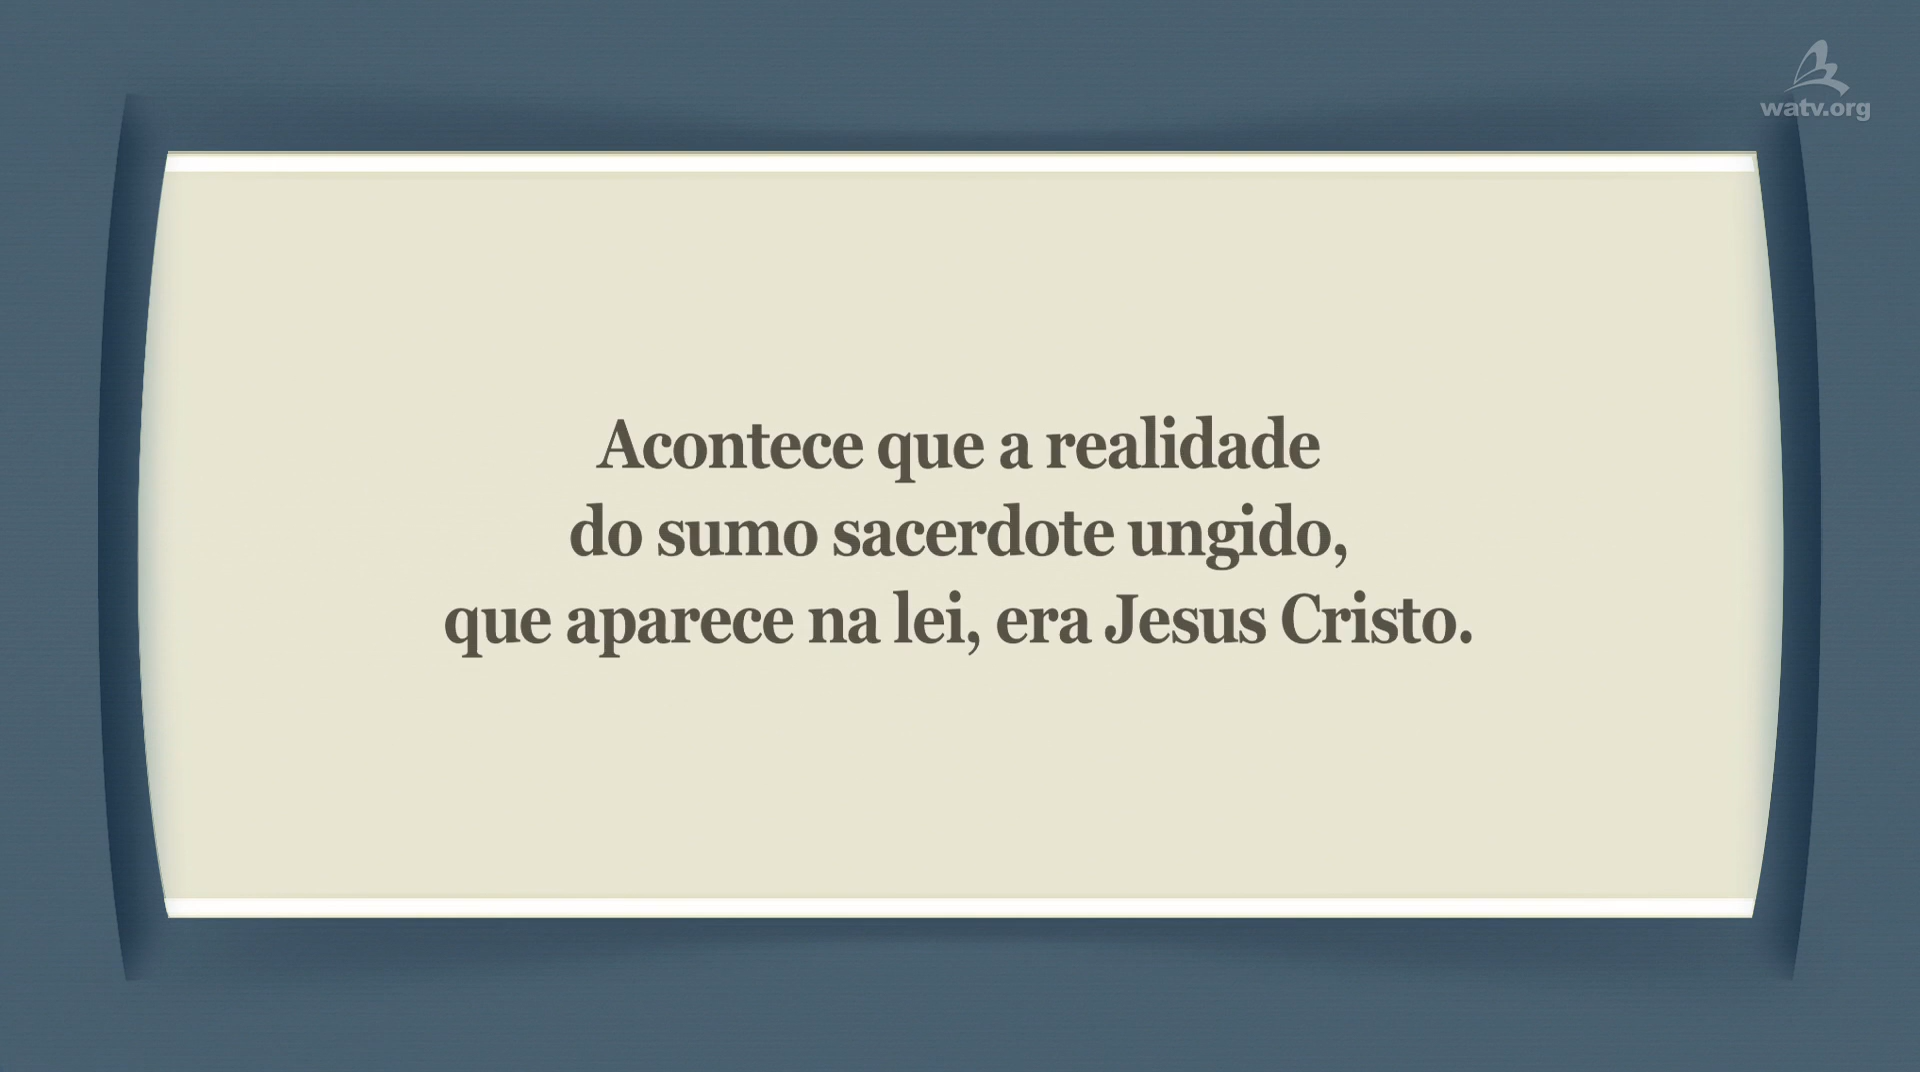 watv.org
Acontece que a realidade
do sumo sacerdote ungido,
que aparece na lei, era Jesus Cristo.